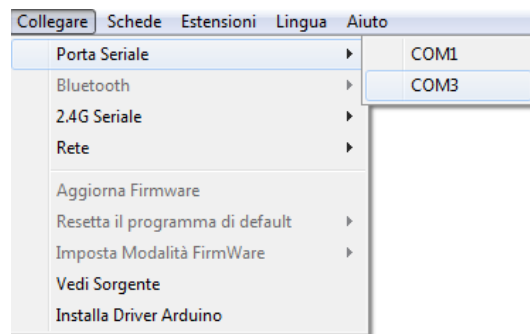 Collegare Schede Estensioni Lingua Aiuto
Porta Seriale COM1
Bluetooth COM3
2.4G Seriale
Rete
Aggiorna Firmware
Resetta il programma di default
Imposta Modalità FirmWare
Vedi Sorgente
Installa Driver Arduino